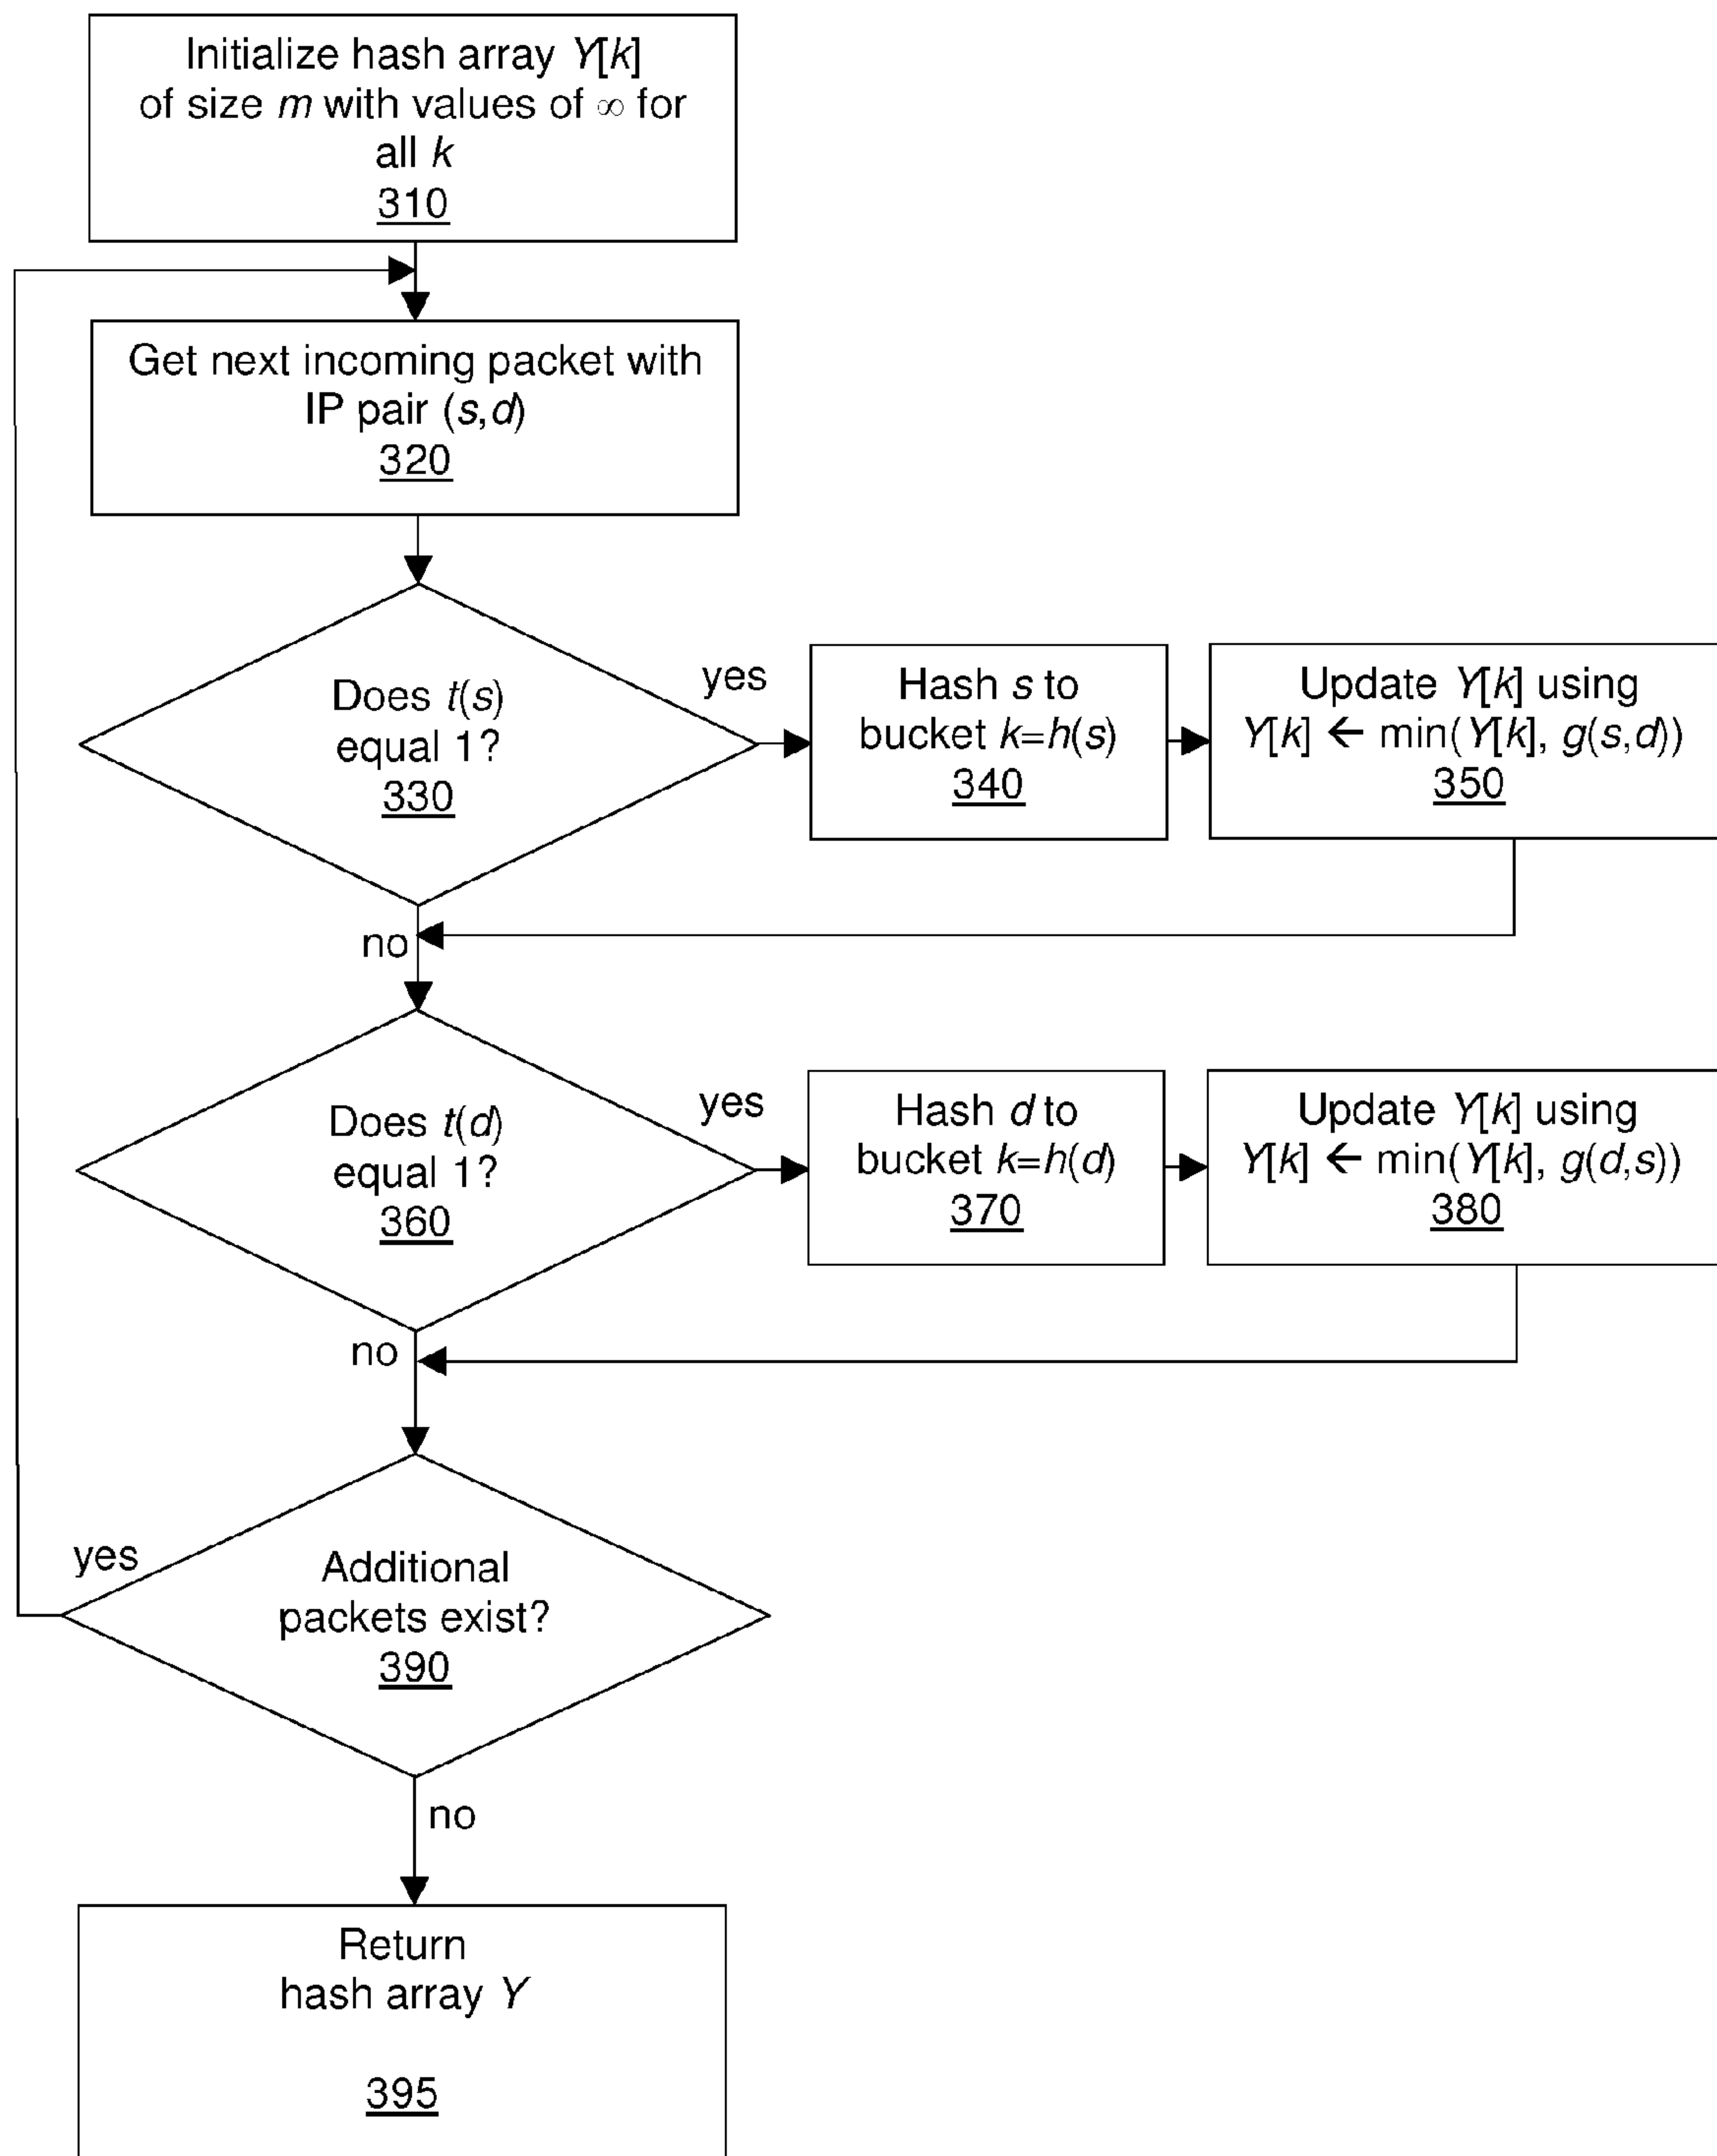 Initialize hash array Y[k]
of size m with values of ∞ for
all k
310
Get next incoming packet with
IP pair (s,d)
320
Does t(s)
equal 1?
330
yes
Hash s to
bucket k=h(s)
340
Update Y[k] using
Y[k] ← min(Y[k], g(s,d))
350
no
Does t(d)
equal 1?
360
yes
Hash d to
bucket k=h(d)
370
Update Y[k] using
Y[k] ← min(Y[k], g(d,s))
380
no
yes
Additional
packets exist?
390
no
Return
hash array Y
395